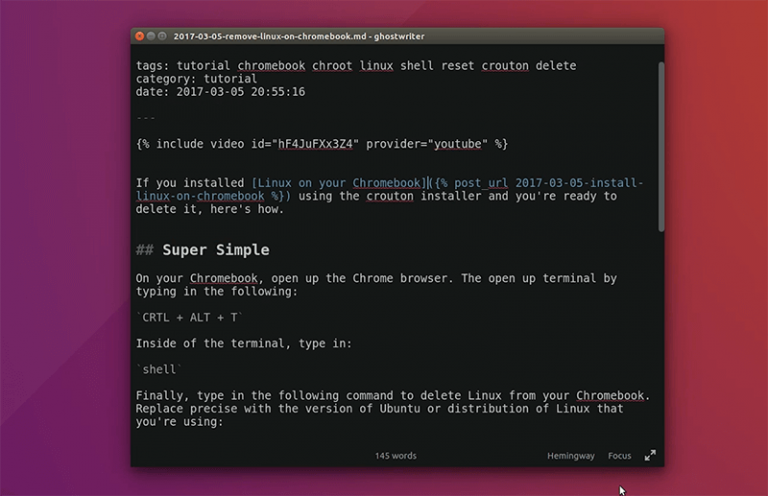 2017-03-05-remove-linux-on-chromebook.md - ghostwriter
tags: tutorial chromebook chroot linux shell reset crouton delete
category: tutorial
date: 2017-03-05 20:55:16
---
{% include video id="hF4JuFXx3Z4" provider="youtube" %}
If you installed [Linux on your Chromebook]({% post_url 2017-03-05-install-
linux-on-chromebook %}) using the crouton installer and you're ready to
delete it, here's how.
## Super Simple
On your Chromebook, open up the Chrome browser. The open up terminal by
typing in the following:
`CRTL + ALT + T`
Inside of the terminal, type in:
`shell`
Finally, type in the following command to delete Linux from your Chromebook.
Replace precise with the version of Ubuntu or distribution of Linux that
you're using:
145 words
Hemingway Focus